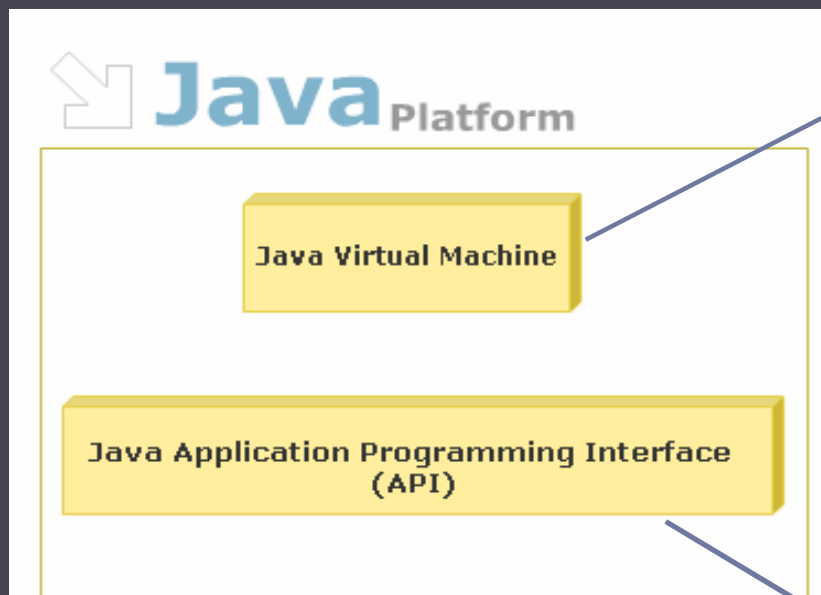 Java Platform
Java Virtual Machine
Java Application Programming Interface
(API)